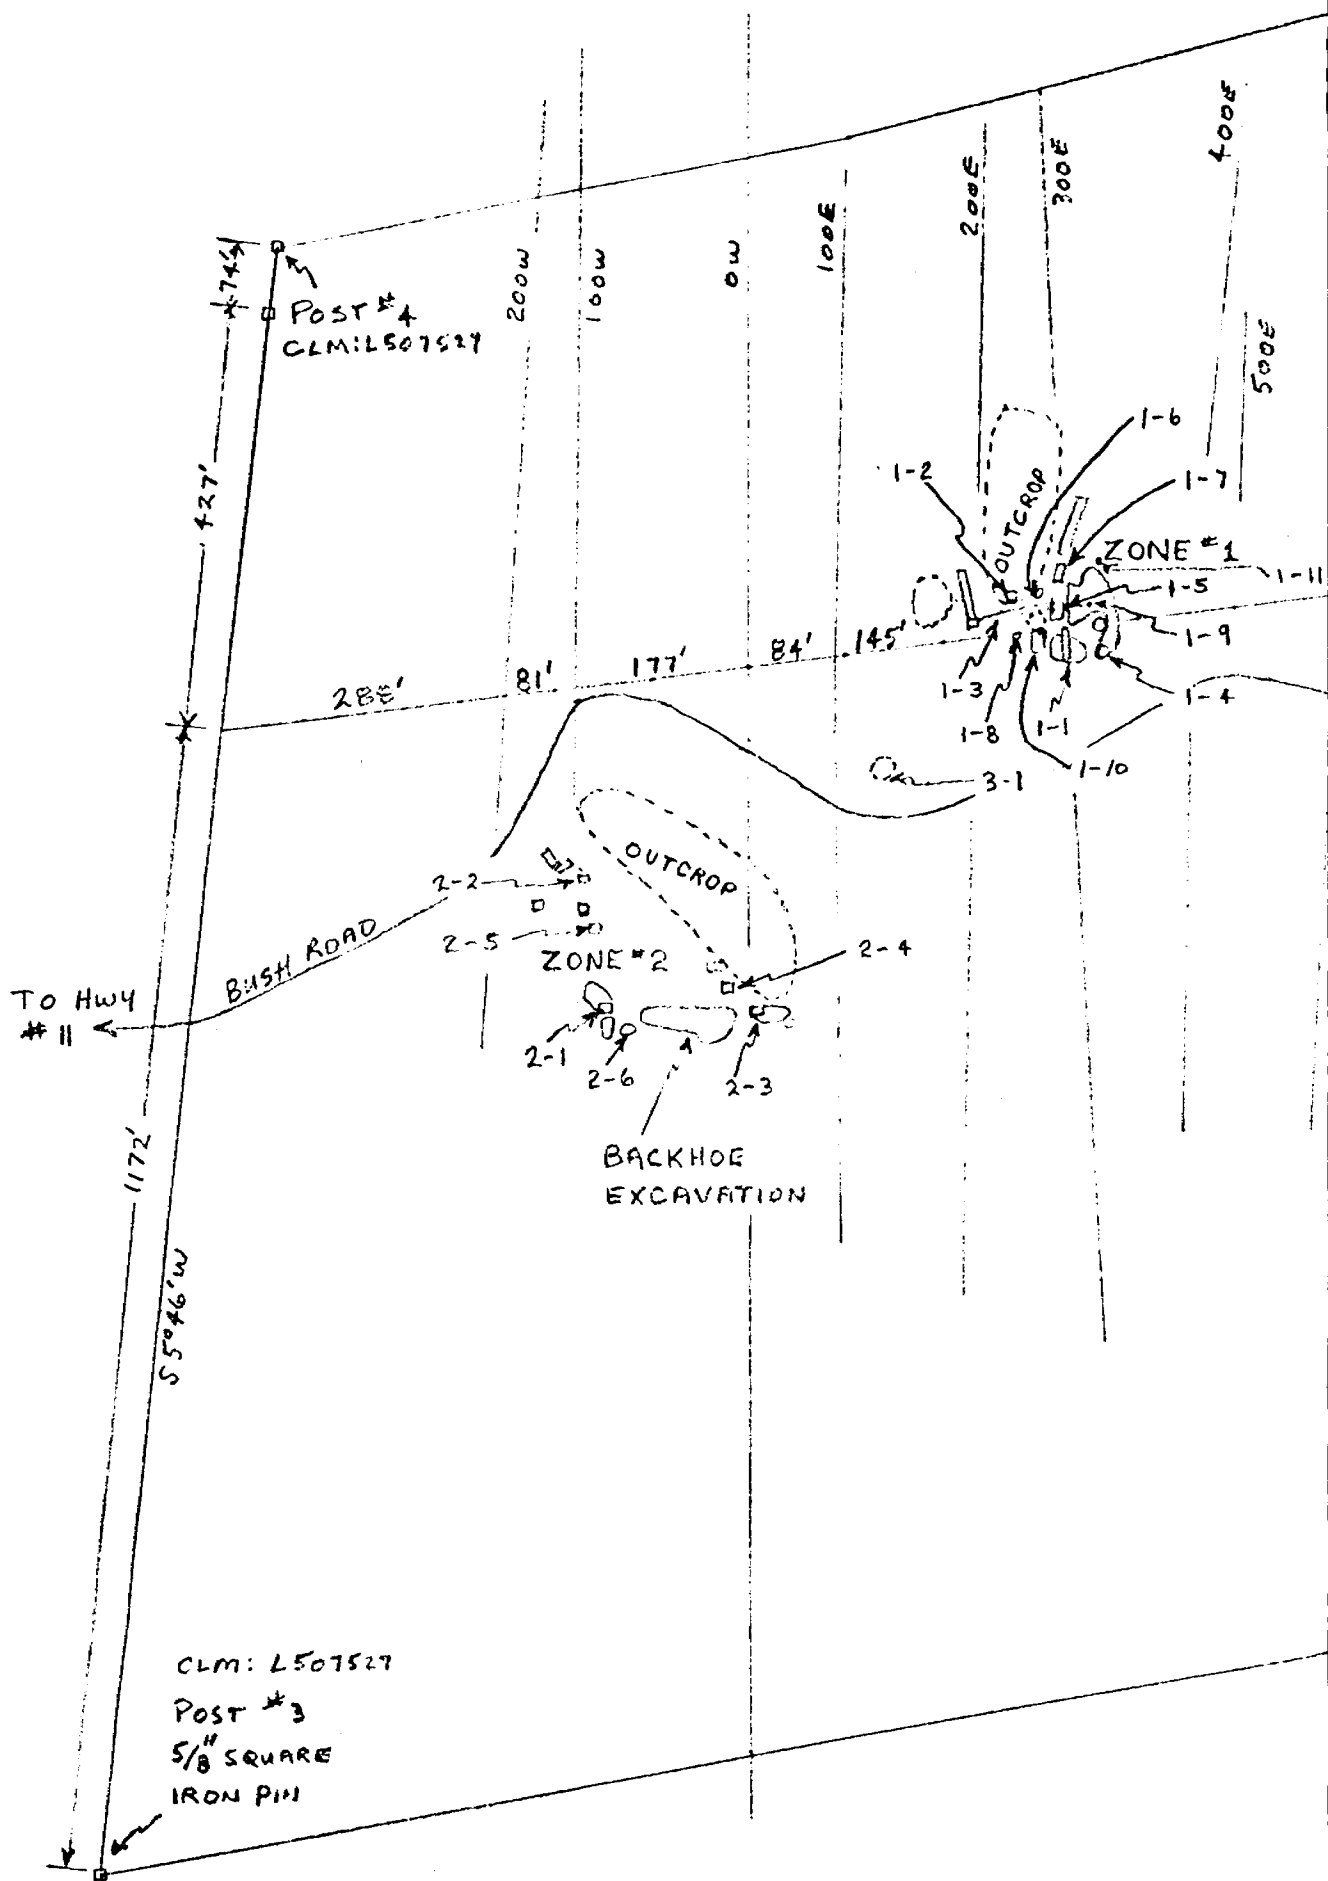 400E
300E
200E
100E
0W
100W
200W
74'
POST #4
CLM: L507527
500E
427'
1-6
1-2
1-7
OUTCROP
ZONE #1
1-11
1-5
1-9
84'
145'
177'
81'
288'
1-3
1-4
1-8
1-1
1-10
3-1
OUTCROP
2-2
2-5
ZONE #2
2-4
BUSH ROAD
TO HWY
#11
2-1
2-6
2-3
BACKHOE
EXCAVATION
1172'
S5°46'W
CLM: L507527
POST #3
5/8" SQUARE
IRON PIN